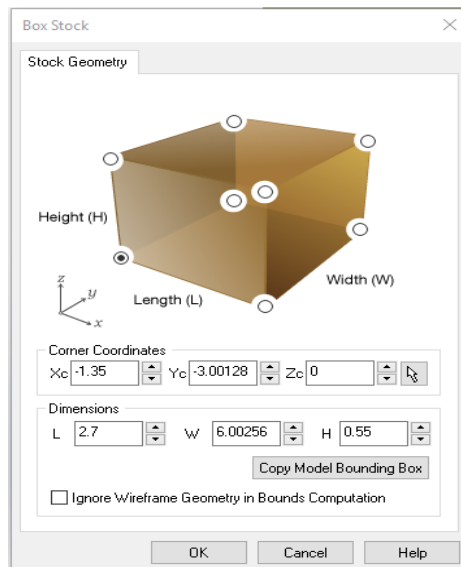 Box Stock
Stock Geometry
Height (H)
Width (W)
Length (L)
z
y
x
Corner Coordinates
Xc -1.35 Yc -3.00128 Zc 0
Dimensions
L 2.7 W 6.00256 H 0.55
Copy Model Bounding Box
Ignore Wireframe Geometry in Bounds Computation
OK Cancel Help